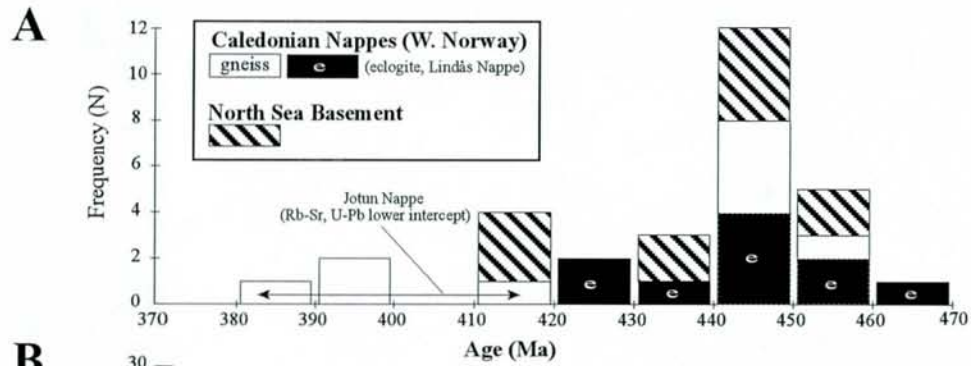 A
Caledonian Nappes (W. Norway)
gneiss e (eclogite, Lindås Nappe)
North Sea Basement
Frequency (N)
12
10
8
6
4
2
0
Jotun Nappe
(Rb-Sr, U-Pb lower intercept)
e e e e e
370 380 390 400 410 420 430 440 450 460 470
Age (Ma)
B
30